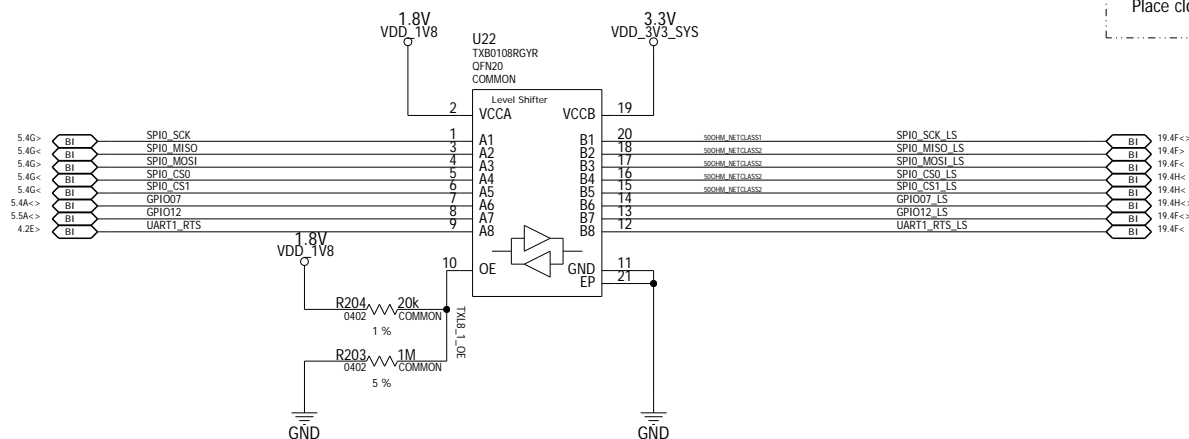 Place clo
1.8V
VDD_1V8
3.3V
VDD_3V3_SYS
U22
TXB0108RGYR
QFN20
COMMON
Level Shifter
2 VCCA VCCB 19
5.4G> BI SPI0_SCK 1 A1 B1 20 50OHM_NETCLASS1 SPI0_SCK_LS BI 19.4F<>
5.4G< BI SPI0_MISO 3 A2 B2 18 50OHM_NETCLASS2 SPI0_MISO_LS BI 19.4F>
5.4G> BI SPI0_MOSI 4 A3 B3 17 50OHM_NETCLASS2 SPI0_MOSI_LS BI 19.4F<
5.4G< BI SPI0_CS0 5 A4 B4 16 50OHM_NETCLASS2 SPI0_CS0_LS BI 19.4H<
5.4G< BI SPI0_CS1 6 A5 B5 15 50OHM_NETCLASS2 SPI0_CS1_LS BI 19.4H<
5.4A<> BI GPIO07 7 A6 B6 14 GPIO07_LS BI 19.4H<>
5.5A<> BI GPIO12 8 A7 B7 13 GPIO12_LS BI 19.4F<>
4.2E> BI UART1_RTS 9 A8 B8 12 UART1_RTS_LS BI 19.4F<
1.8V
VDD_1V8
10 OE GND 11
EP 21
R204 20k
0402 COMMON
1 %
TXL8_1_OE
R203 1M
0402 COMMON
5 %
GND
GND